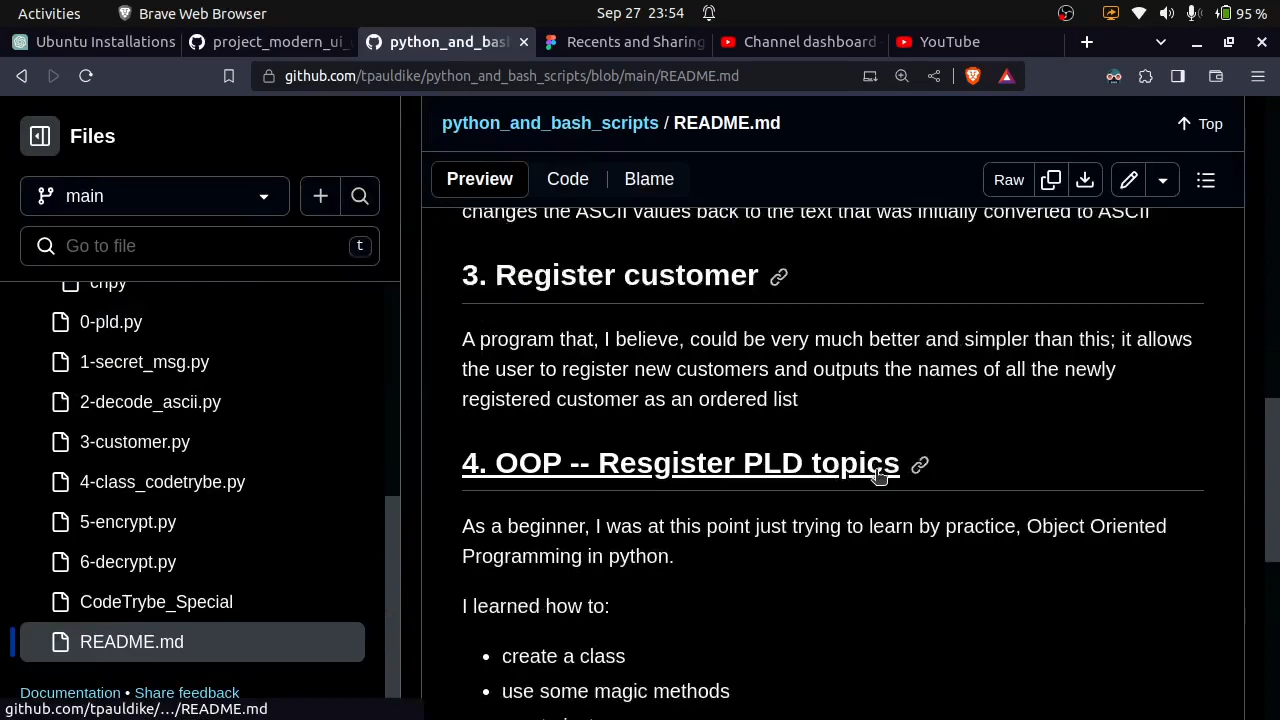 Activities Brave Web Browser Sep 27 23:54 95 %
Ubuntu Installations project_modern_ui_ python_and_bas Recents and Sharing Channel dashboard YouTube
github.com/tpauldike/python_and_bash_scripts/blob/main/README.md
Files
main
Go to file t
cripy
0-pld.py
1-secret_msg.py
2-decode_ascii.py
3-customer.py
4-class_codetrybe.py
5-encrypt.py
6-decrypt.py
CodeTrybe_Special
README.md
Documentation • Share feedback
github.com/tpauldike/…/README.md
python_and_bash_scripts / README.md Top
Preview Code Blame Raw
changes the ASCII values back to the text that was initially converted to ASCII
3. Register customer
A program that, I believe, could be very much better and simpler than this; it allows
the user to register new customers and outputs the names of all the newly
registered customer as an ordered list
4. OOP -- Resgister PLD topics
As a beginner, I was at this point just trying to learn by practice, Object Oriented
Programming in python.
I learned how to:
• create a class
• use some magic methods